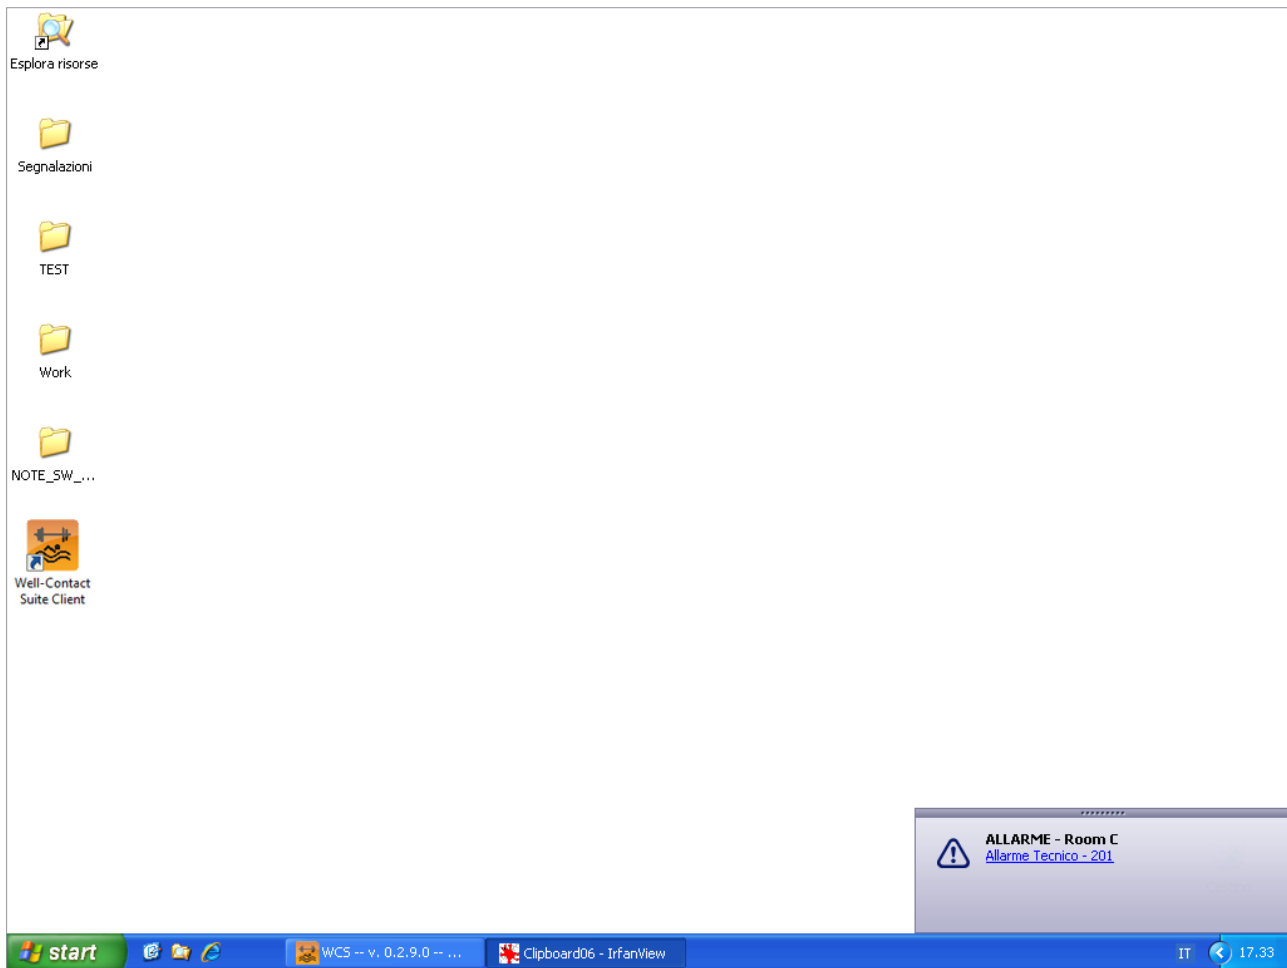 Esplora risorse
Segnalazioni
TEST
Work
NOTE_SW_...
Well-Contact
Suite Client
ALLARME - Room C
Allarme Tecnico - 201
start
WCS -- v. 0.2.9.0 -- ...
Clipboard06 - IrfanView
IT
17.33